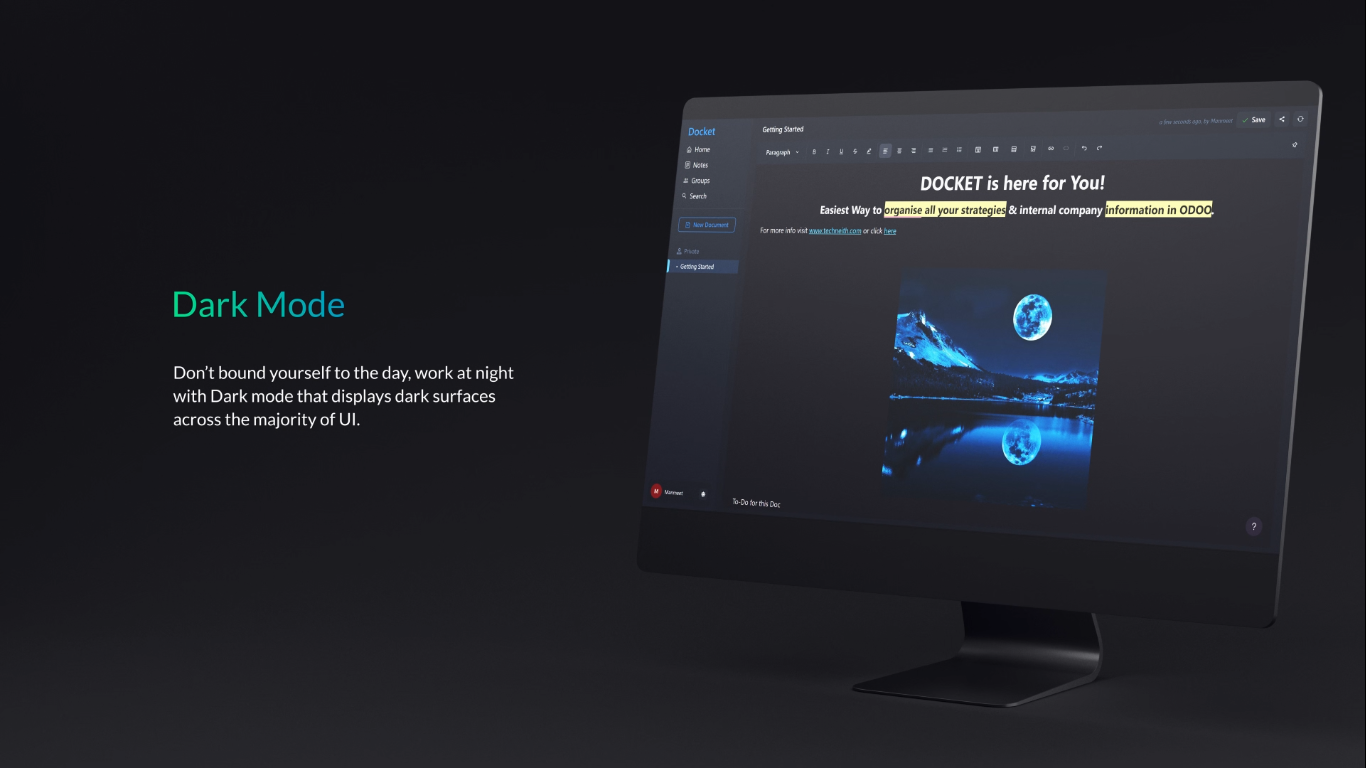 Dark Mode
Don't bound yourself to the day, work at night
with Dark mode that displays dark surfaces
across the majority of UI.
Docket
Home
Notes
Groups
Search
New Document
Private
Getting Started
M Manmeet
Getting Started
a few seconds ago, by Manmeet
Save
Paragraph B I U S
DOCKET is here for You!
Easiest Way to organise all your strategies & internal company information in ODOO.
For more info visit www.techneith.com or click here
To-Do for this Doc
?